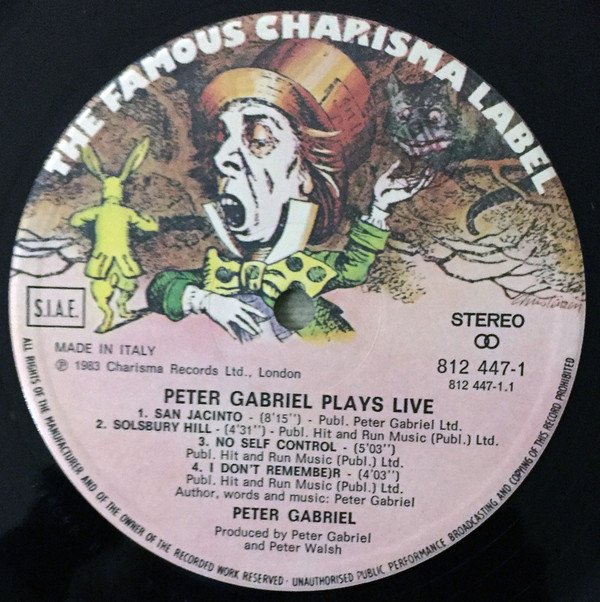 THE FAMOUS CHARISMA LABEL
S.I.A.E.
STEREO
MADE IN ITALY
812 447-1
℗ 1983 Charisma Records Ltd., London
812 447-1.1
PETER GABRIEL PLAYS LIVE
1. SAN JACINTO - (8'15") - Publ. Peter Gabriel Ltd.
2. SOLSBURY HILL - (4'31") - Publ. Hit and Run Music (Publ.) Ltd.
3. NO SELF CONTROL - (5'03")
Publ. Hit and Run Music (Publ.) Ltd.
4. I DON'T REMEMBE)R - (4'03")
Publ. Hit and Run Music (Publ.) Ltd.
Author, words and music: Peter Gabriel
PETER GABRIEL
Produced by Peter Gabriel
and Peter Walsh
ALL RIGHTS OF THE MANUFACTURER AND OF THE OWNER OF THE RECORDED WORK RESERVED · UNAUTHORISED PUBLIC PERFORMANCE BROADCASTING AND COPYING OF THIS RECORD PROHIBITED